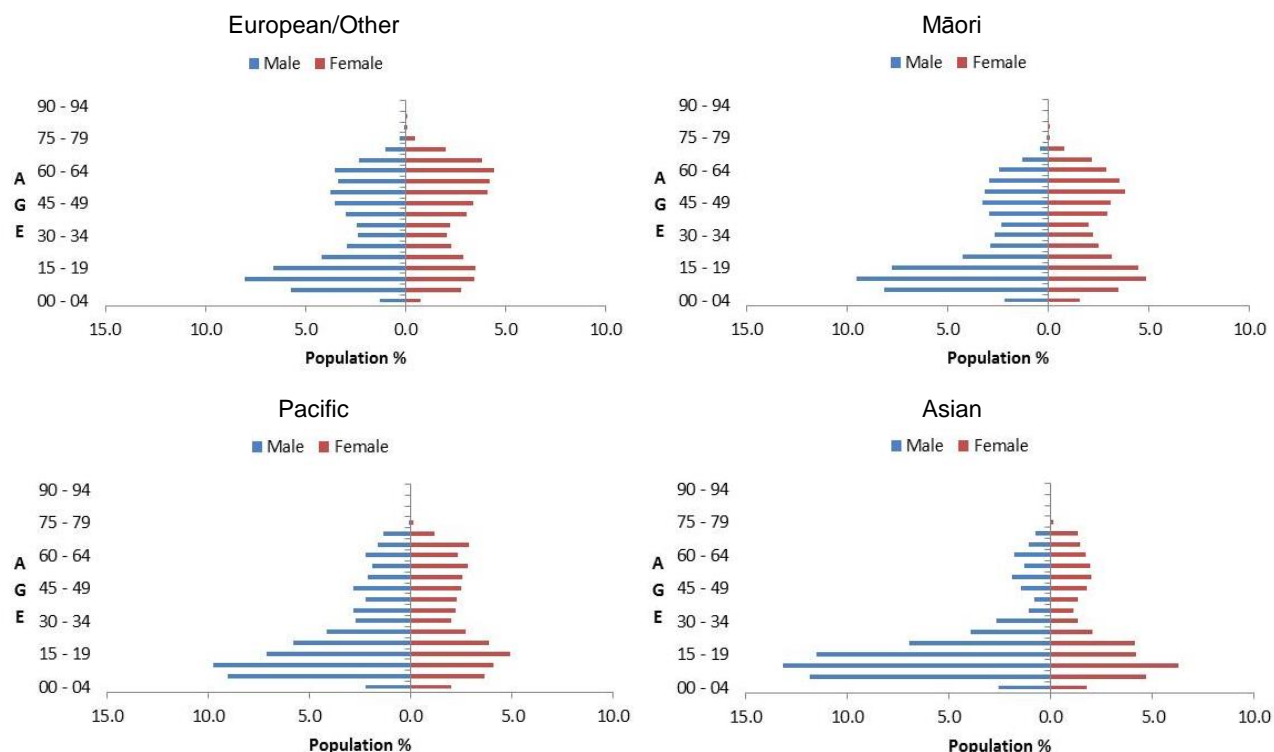 European/Other
Male Female
90 - 94
75 - 79
60 - 64
45 - 49
30 - 34
15 - 19
00 - 04
A
G
E
15.0 10.0 5.0 0.0 5.0 10.0
Population %
Māori
Male Female
90 - 94
75 - 79
60 - 64
45 - 49
30 - 34
15 - 19
00 - 04
A
G
E
15.0 10.0 5.0 0.0 5.0 10.0
Population %
Pacific
Male Female
90 - 94
75 - 79
60 - 64
45 - 49
30 - 34
15 - 19
00 - 04
A
G
E
15.0 10.0 5.0 0.0 5.0 10.0
Population %
Asian
Male Female
90 - 94
75 - 79
60 - 64
45 - 49
30 - 34
15 - 19
00 - 04
A
G
E
15.0 10.0 5.0 0.0 5.0 10.0
Population %